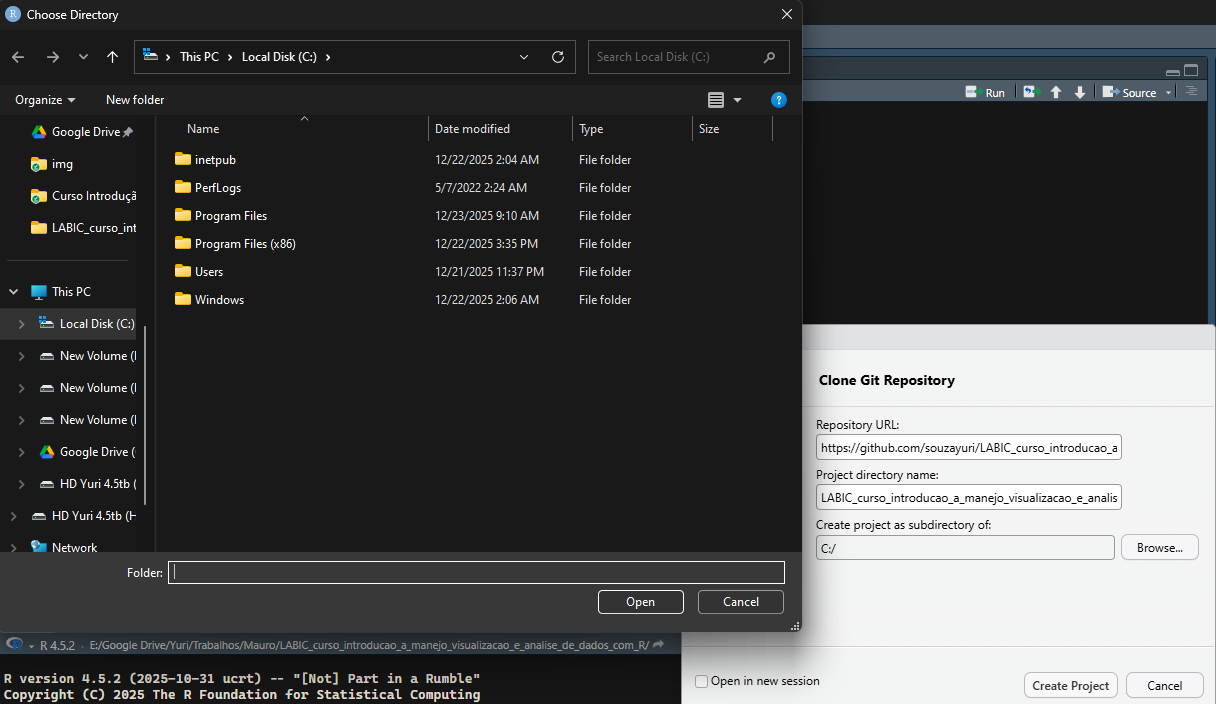 Choose Directory
This PC > Local Disk (C:) >
Search Local Disk (C:)
Organize
New folder
Google Drive
img
Curso Introduçã
LABIC_curso_int
This PC
Local Disk (C:)
New Volume (
New Volume (
New Volume (
Google Drive (
HD Yuri 4.5tb (
HD Yuri 4.5tb (H
Network
Name Date modified Type Size
inetpub 12/22/2025 2:04 AM File folder
PerfLogs 5/7/2022 2:24 AM File folder
Program Files 12/23/2025 9:10 AM File folder
Program Files (x86) 12/22/2025 3:35 PM File folder
Users 12/21/2025 11:37 PM File folder
Windows 12/22/2025 2:06 AM File folder
Folder:
Open Cancel
Run Source
Clone Git Repository
Repository URL:
https://github.com/souzayuri/LABIC_curso_introducao_a
Project directory name:
LABIC_curso_introducao_a_manejo_visualizacao_e_analis
Create project as subdirectory of:
C:/ Browse...
Open in new session
Create Project Cancel
R 4.5.2 · E:/Google Drive/Yuri/Trabalhos/Mauro/LABIC_curso_introducao_a_manejo_visualizacao_e_analise_de_dados_com_R/
R version 4.5.2 (2025-10-31 ucrt) -- "[Not] Part in a Rumble"
Copyright (C) 2025 The R Foundation for Statistical Computing